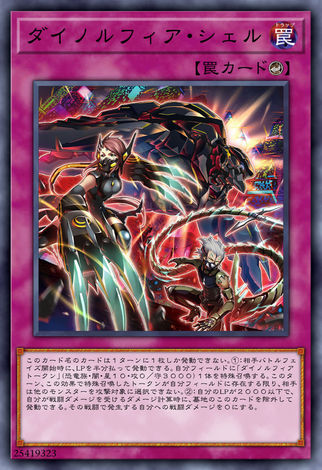 ダイノルフィア・シェル
罠
トラップ
【罠カード】
このカード名のカードは1ターンに1枚しか発動できない。①:相手バトルフェ
イズ開始時に、LPを半分払って発動できる。自分フィールドに「ダイノルフィア
トークン」(恐竜族・闇・星10・攻0/守3000)1体を特殊召喚する。このタ
ーン、この効果で特殊召喚したトークンが自分フィールドに存在する限り、相手
は他のモンスターを攻撃対象に選択できない。②:自分のLPが2000以下で、
自分が戦闘ダメージを受けるダメージ計算時に、墓地のこのカードを除外して
発動できる。その戦闘で発生する自分への戦闘ダメージを0にする。
25419323